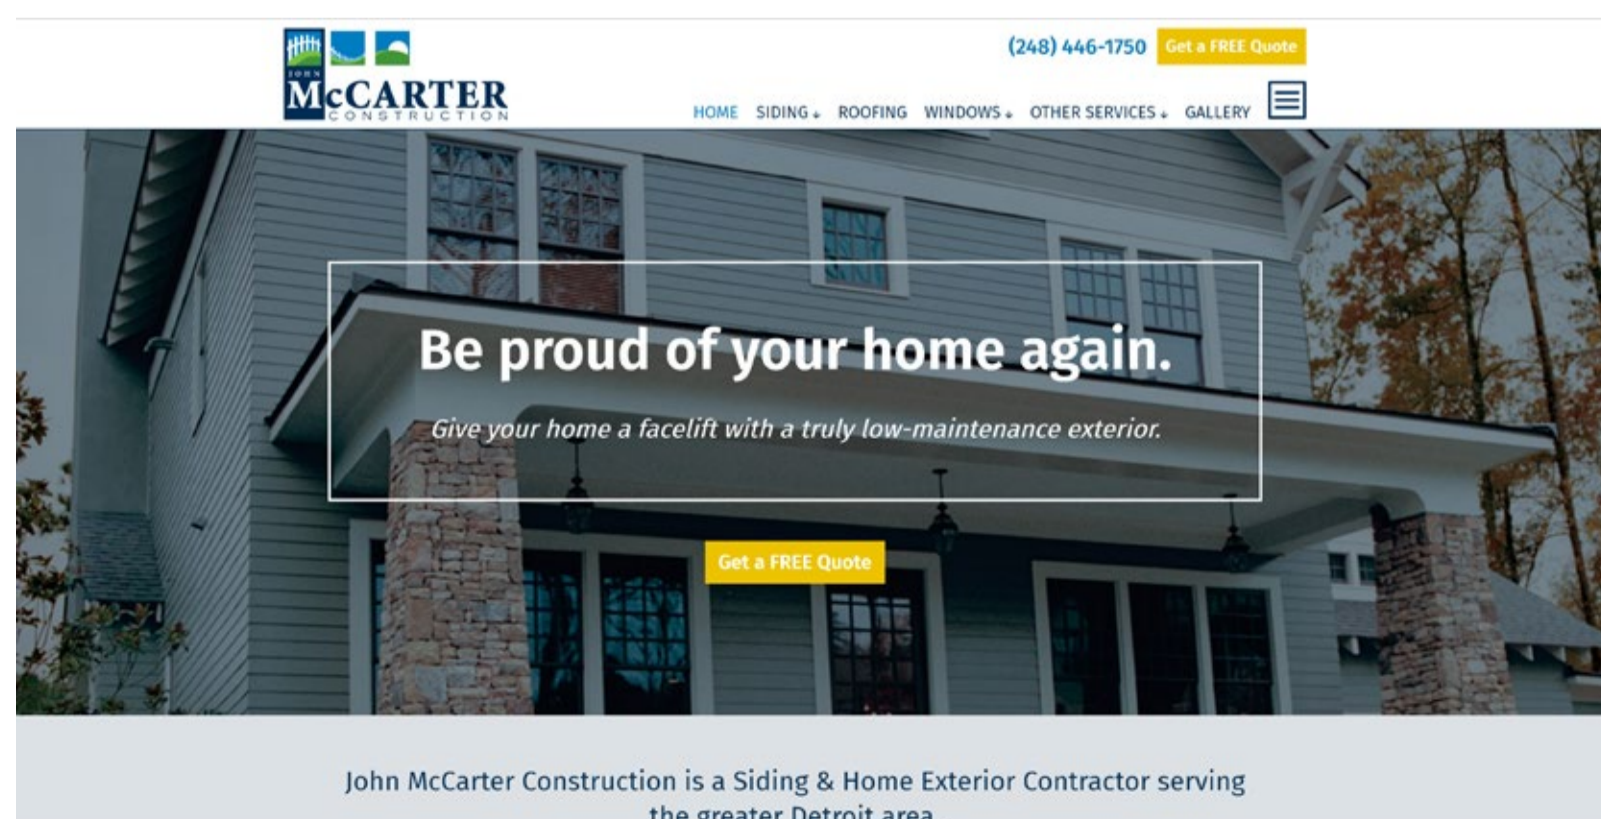 (248) 446-1750 Get a FREE Quote
JOHN
McCARTER
CONSTRUCTION
HOME SIDING ROOFING WINDOWS OTHER SERVICES GALLERY
Be proud of your home again.
Give your home a facelift with a truly low-maintenance exterior.
Get a FREE Quote
John McCarter Construction is a Siding & Home Exterior Contractor serving
the greater Detroit area